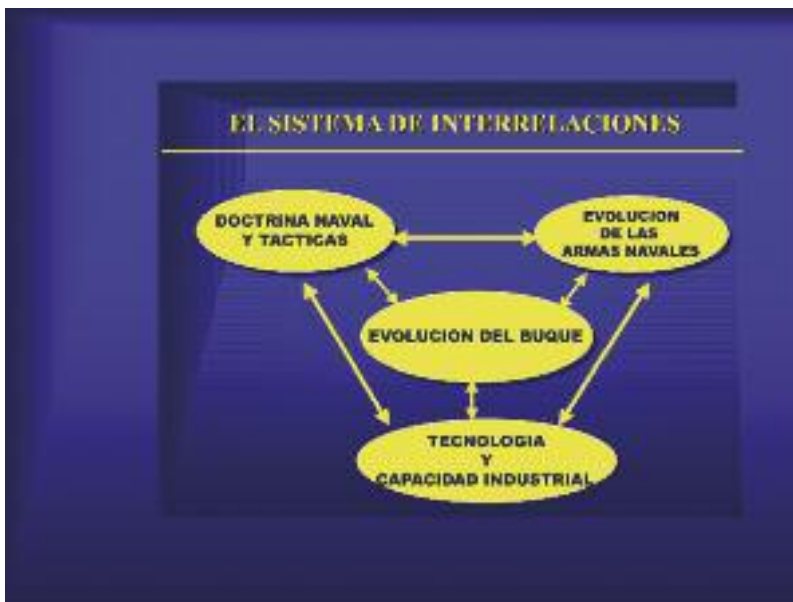 EL SISTEMA DE INTERRELACIONES
DOCTRINA NAVAL
Y TACTICAS
EVOLUCION
DE LAS
ARMAS NAVALES
EVOLUCION DEL BUQUE
TECNOLOGIA
Y
CAPACIDAD INDUSTRIAL